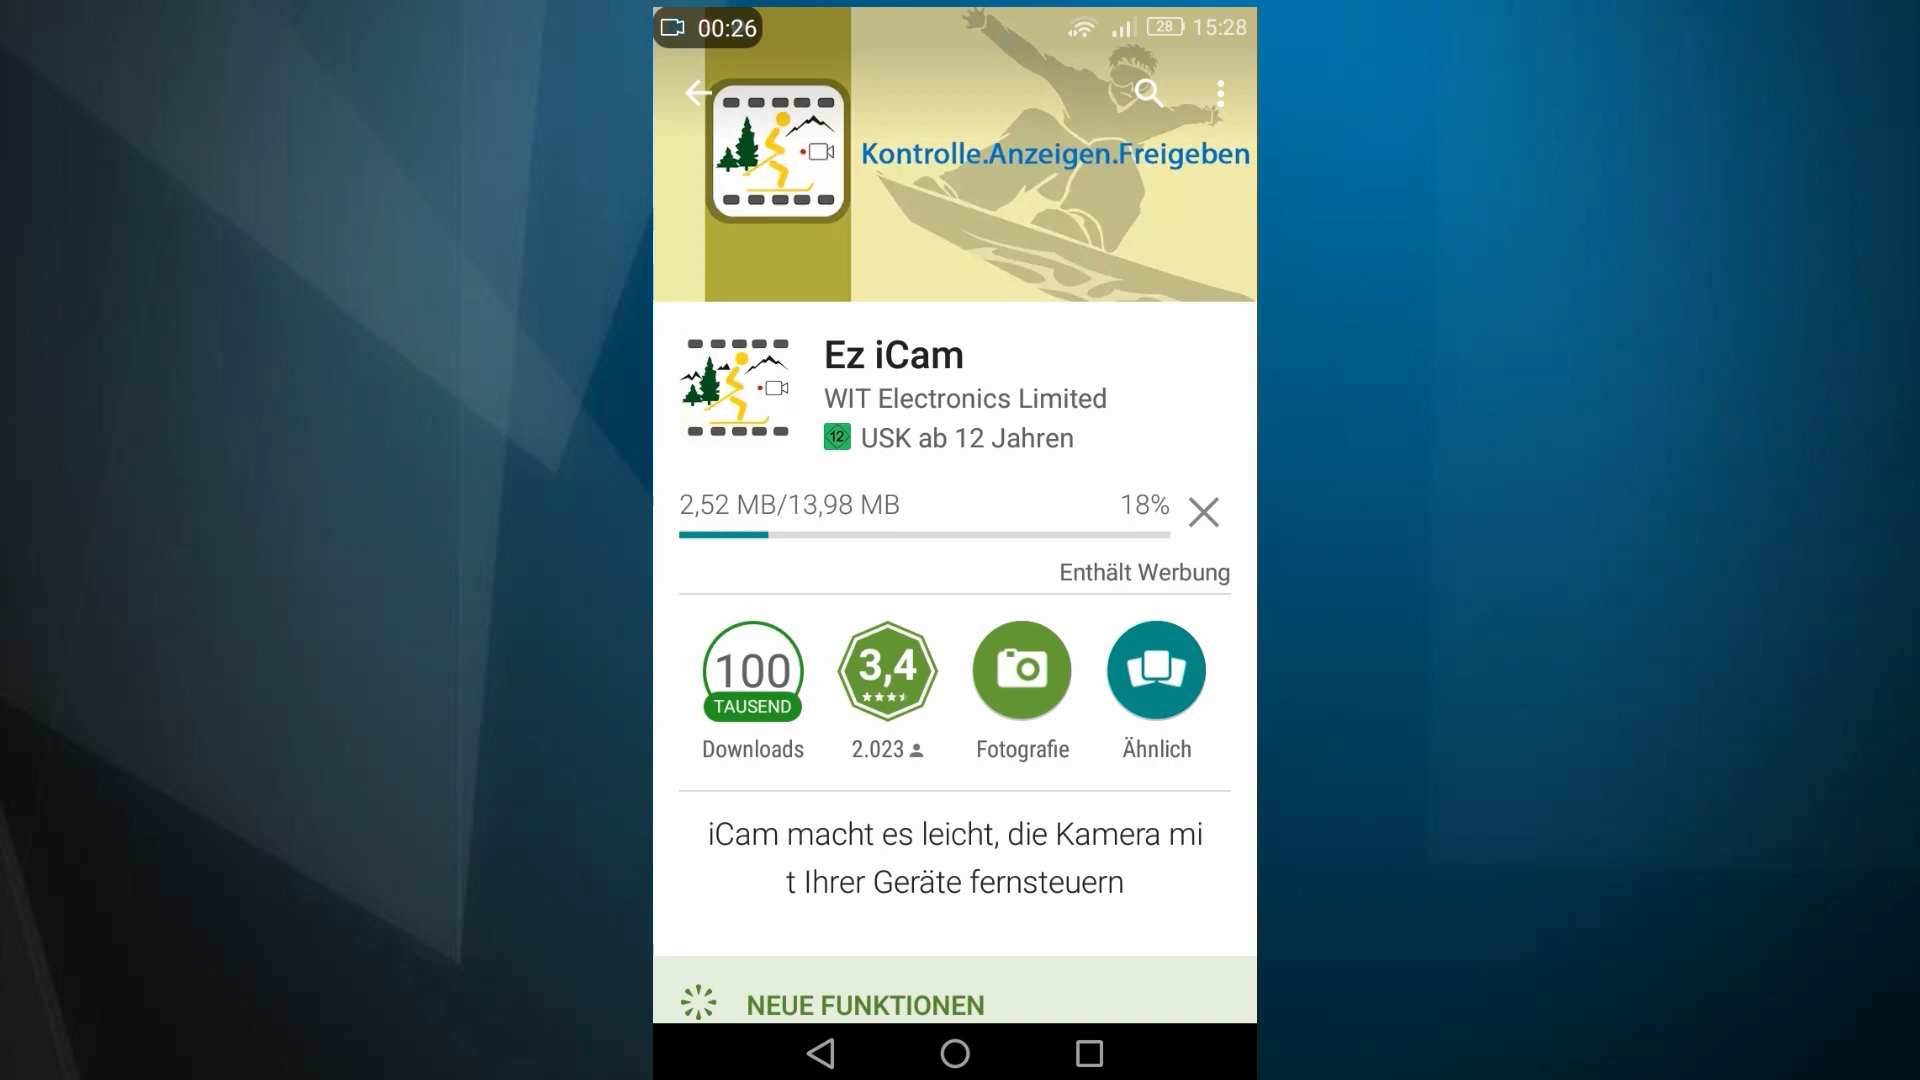 00:26
28 15:28
Kontrolle.Anzeigen.Freigeben
Ez iCam
WIT Electronics Limited
12 USK ab 12 Jahren
2,52 MB/13,98 MB 18%
Enthält Werbung
100
TAUSEND
3,4
Downloads 2.023 Fotografie Ähnlich
iCam macht es leicht, die Kamera mi
t Ihrer Geräte fernsteuern
NEUE FUNKTIONEN